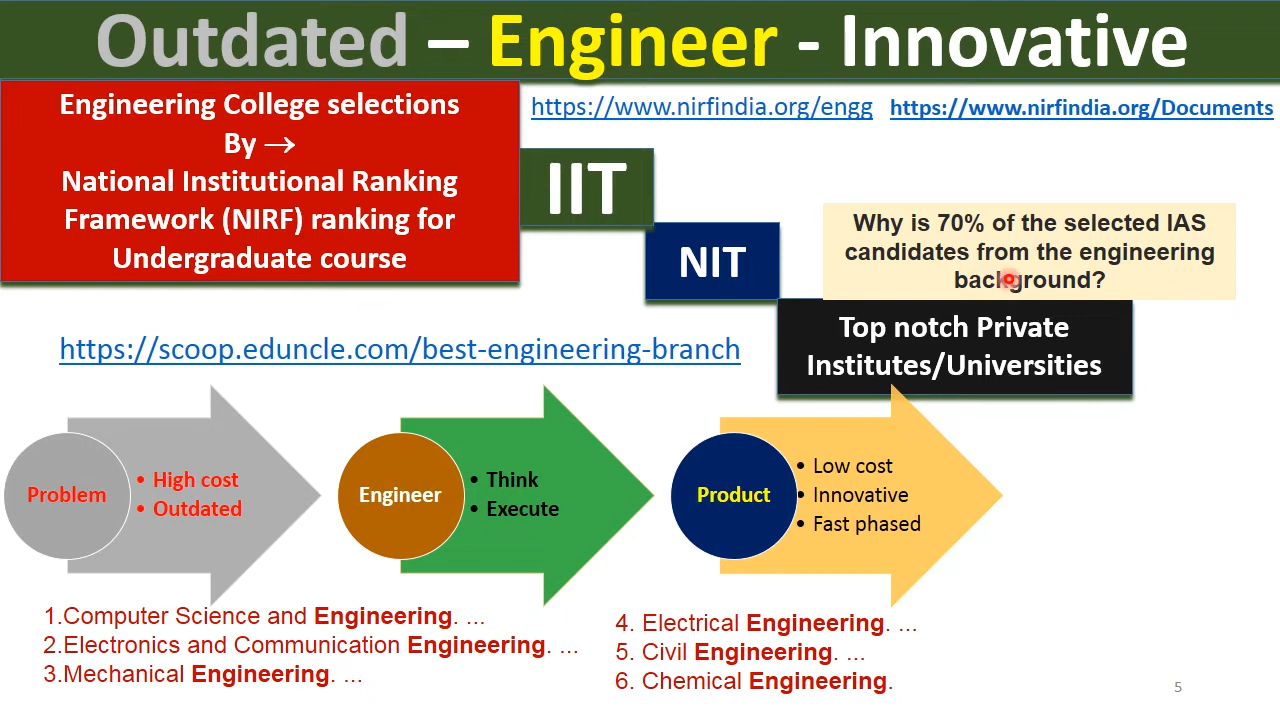 Outdated – Engineer - Innovative
Engineering College selections
By →
National Institutional Ranking
Framework (NIRF) ranking for
Undergraduate course
https://www.nirfindia.org/engg
https://www.nirfindia.org/Documents
IIT
NIT
Why is 70% of the selected IAS
candidates from the engineering
background?
Top notch Private
Institutes/Universities
https://scoop.eduncle.com/best-engineering-branch
Problem
• High cost
• Outdated
Engineer
• Think
• Execute
Product
• Low cost
• Innovative
• Fast phased
1.Computer Science and Engineering. ...
2.Electronics and Communication Engineering. ...
3.Mechanical Engineering. ...
4. Electrical Engineering. ...
5. Civil Engineering. ...
6. Chemical Engineering.
5